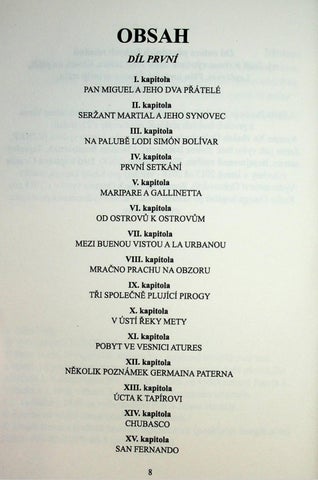 OBSAH
DÍL PRVNÍ
I. kapitola
PAN MIGUEL A JEHO DVA PŘÁTELÉ
II. kapitola
SERŽANT MARTIAL A JEHO SYNOVEC
III. kapitola
NA PALUBĚ LODI SIMÓN BOLÍVAR
IV. kapitola
PRVNÍ SETKÁNÍ
V. kapitola
MARIPARE A GALLINETTA
VI. kapitola
OD OSTROVŮ K OSTROVŮM
VII. kapitola
MEZI BUENOU VISTOU A LA URBANOU
VIII. kapitola
MRAČNO PRACHU NA OBZORU
IX. kapitola
TŘI SPOLEČNĚ PLUJÍCÍ PIROGY
X. kapitola
V ÚSTÍ ŘEKY METY
XI. kapitola
POBYT VE VESNICI ATURES
XII. kapitola
NĚKOLIK POZNÁMEK GERMAINA PATERNA
XIII. kapitola
ÚCTA K TAPÍROVI
XIV. kapitola
CHUBASCO
XV. kapitola
SAN FERNANDO
8